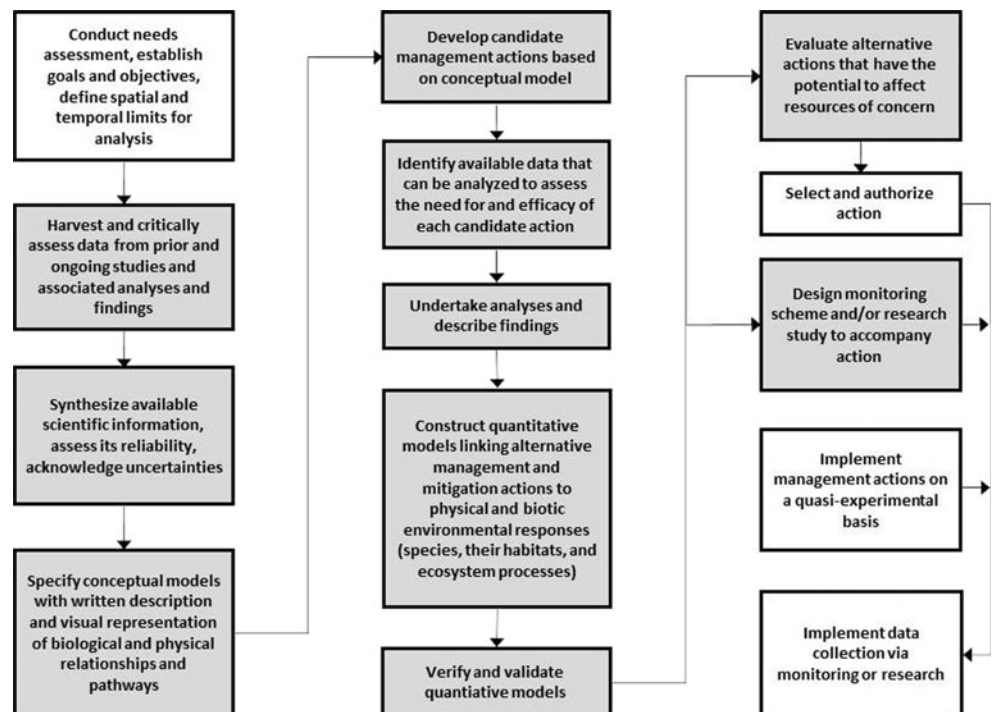 Conduct needs
assessment, establish
goals and objectives,
define spatial and
temporal limits for
analysis
Harvest and critically
assess data from prior and
ongoing studies and
associated analyses and
findings
Synthesize available
scientific information,
assess its reliability,
acknowledge uncertainties
Specify conceptual models
with written description
and visual representation
of biological and physical
relationships and
pathways
Develop candidate
management actions based
on conceptual model
Identify available data that
can be analyzed to assess
the need for and efficacy of
each candidate action
Undertake analyses and
describe findings
Construct quantitative
models linking alternative
management and
mitigation actions to
physical and biotic
environmental responses
(species, their habitats, and
ecosystem processes)
Verify and validate
quantiative models
Evaluate alternative
actions that have the
potential to affect
resources of concern
Select and authorize
action
Design monitoring
scheme and/or research
study to accompany
action
Implement
management actions on
a quasi-experimental
basis
Implement data
collection via
monitoring or research